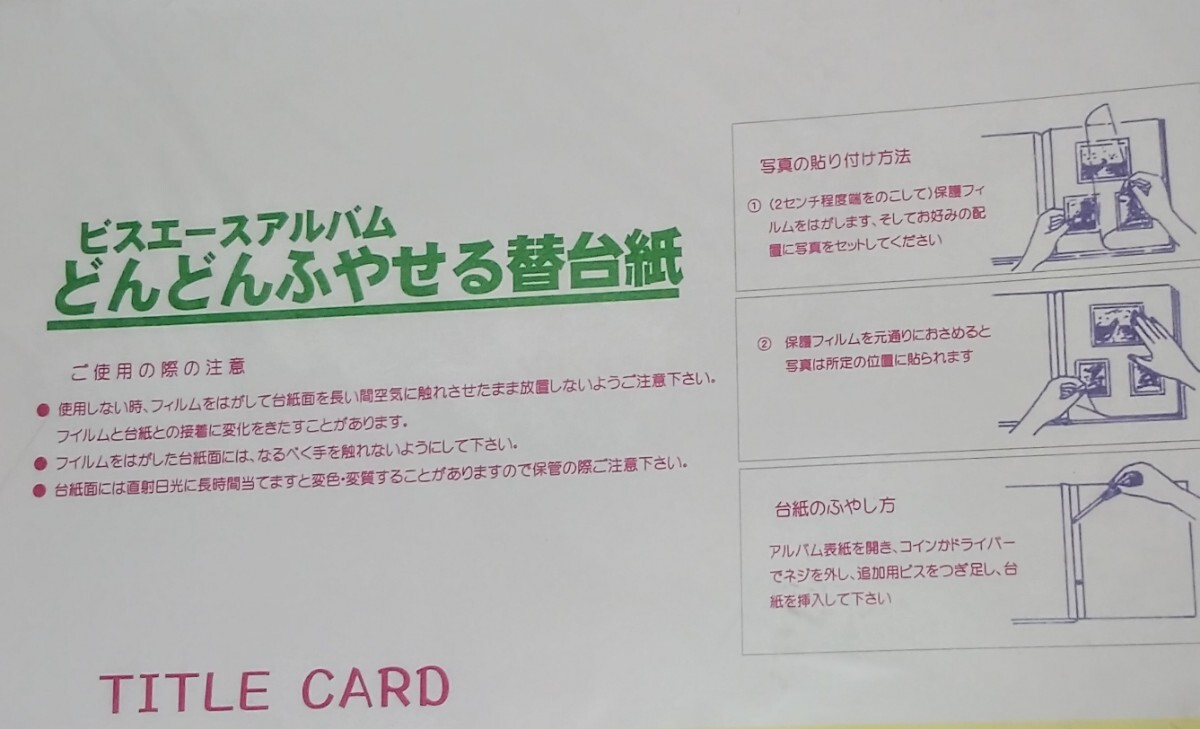 ビスエースアルバム
どんどんふやせる替台紙
ご使用の際の注意
● 使用しない時、フィルムをはがして台紙面を長い間空気に触れさせたまま放置しないようご注意下さい。
フイルムと台紙との接着に変化をきたすことがあります。
● フイルムをはがした台紙面には、なるべく手を触れないようにして下さい。
● 台紙面には直射日光に長時間当てますと変色・変質することがありますので保管の際ご注意下さい。
TITLE CARD
写真の貼り付け方法
① (2センチ程度端をのこして)保護フィ
ルムをはがします、そしてお好みの配
置に写真をセットしてください
② 保護フィルムを元通りにおさめると
写真は所定の位置に貼られます
台紙のふやし方
アルバム表紙を開き、コインかドライバー
でネジを外し、追加用ビスをつぎ足し、台
紙を挿入して下さい